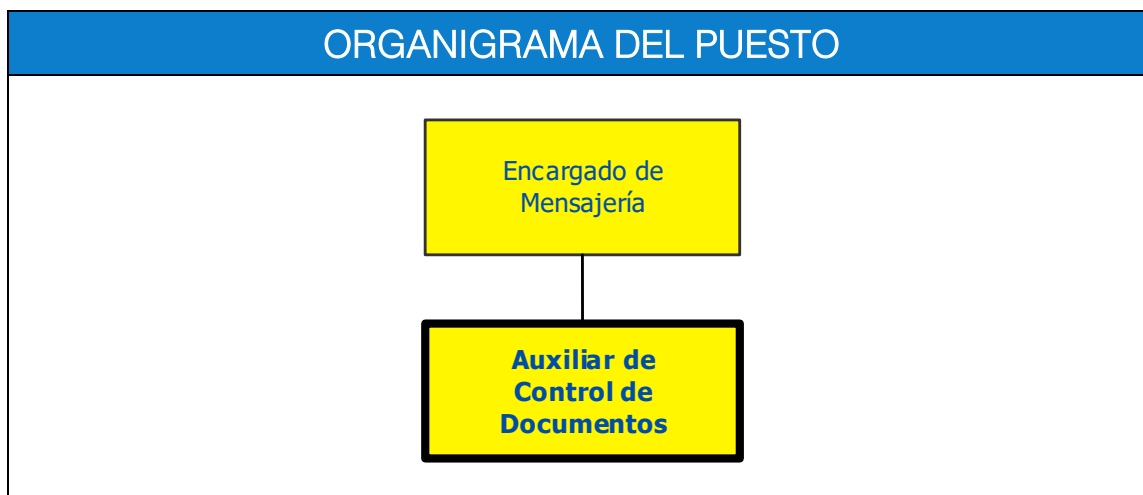 ORGANIGRAMA DEL PUESTO
Encargado de
Mensajería
Auxiliar de
Control de
Documentos